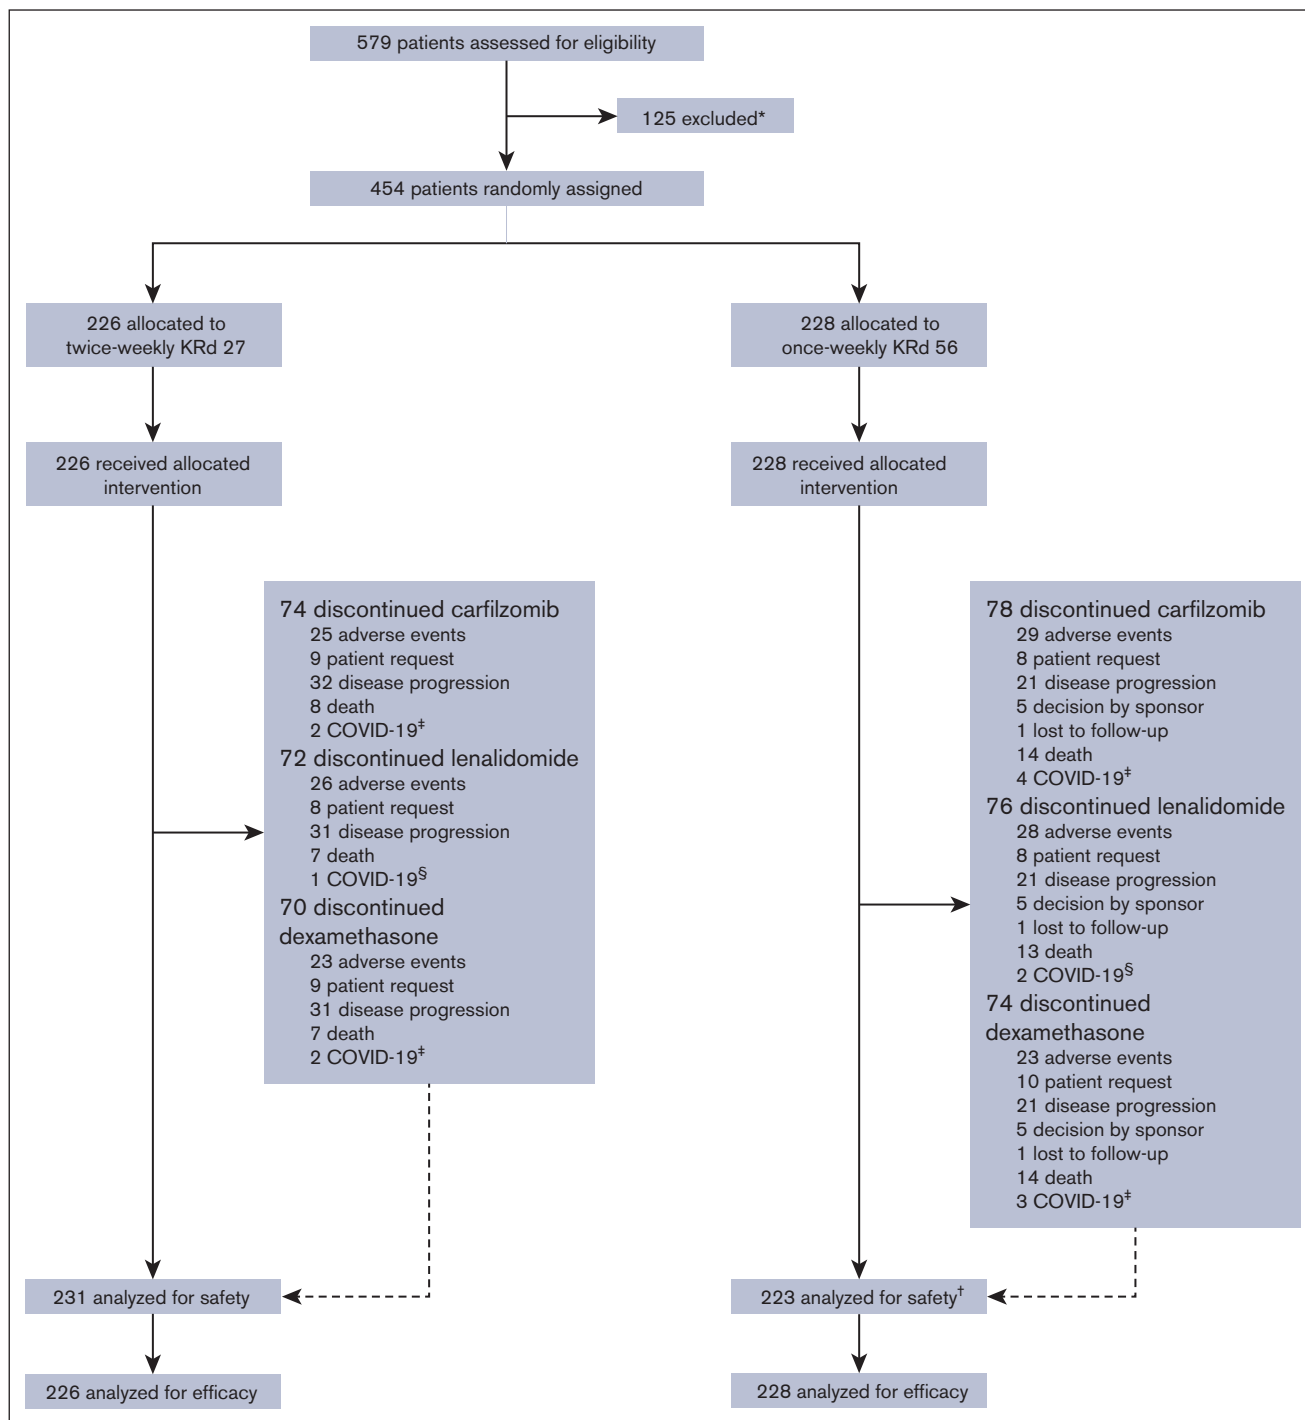 579 patients assessed for eligibility
125 excluded*
454 patients randomly assigned
226 allocated to
twice-weekly KRd 27
228 allocated to
once-weekly KRd 56
226 received allocated
intervention
228 received allocated
intervention
74 discontinued carfilzomib
25 adverse events
9 patient request
32 disease progression
8 death
2 COVID-19‡
72 discontinued lenalidomide
26 adverse events
8 patient request
31 disease progression
7 death
1 COVID-19§
70 discontinued
dexamethasone
23 adverse events
9 patient request
31 disease progression
7 death
2 COVID-19‡
78 discontinued carfilzomib
29 adverse events
8 patient request
21 disease progression
5 decision by sponsor
1 lost to follow-up
14 death
4 COVID-19‡
76 discontinued lenalidomide
28 adverse events
8 patient request
21 disease progression
5 decision by sponsor
1 lost to follow-up
13 death
2 COVID-19§
74 discontinued
dexamethasone
23 adverse events
10 patient request
21 disease progression
5 decision by sponsor
1 lost to follow-up
14 death
3 COVID-19‡
231 analyzed for safety
223 analyzed for safety†
226 analyzed for efficacy
228 analyzed for efficacy